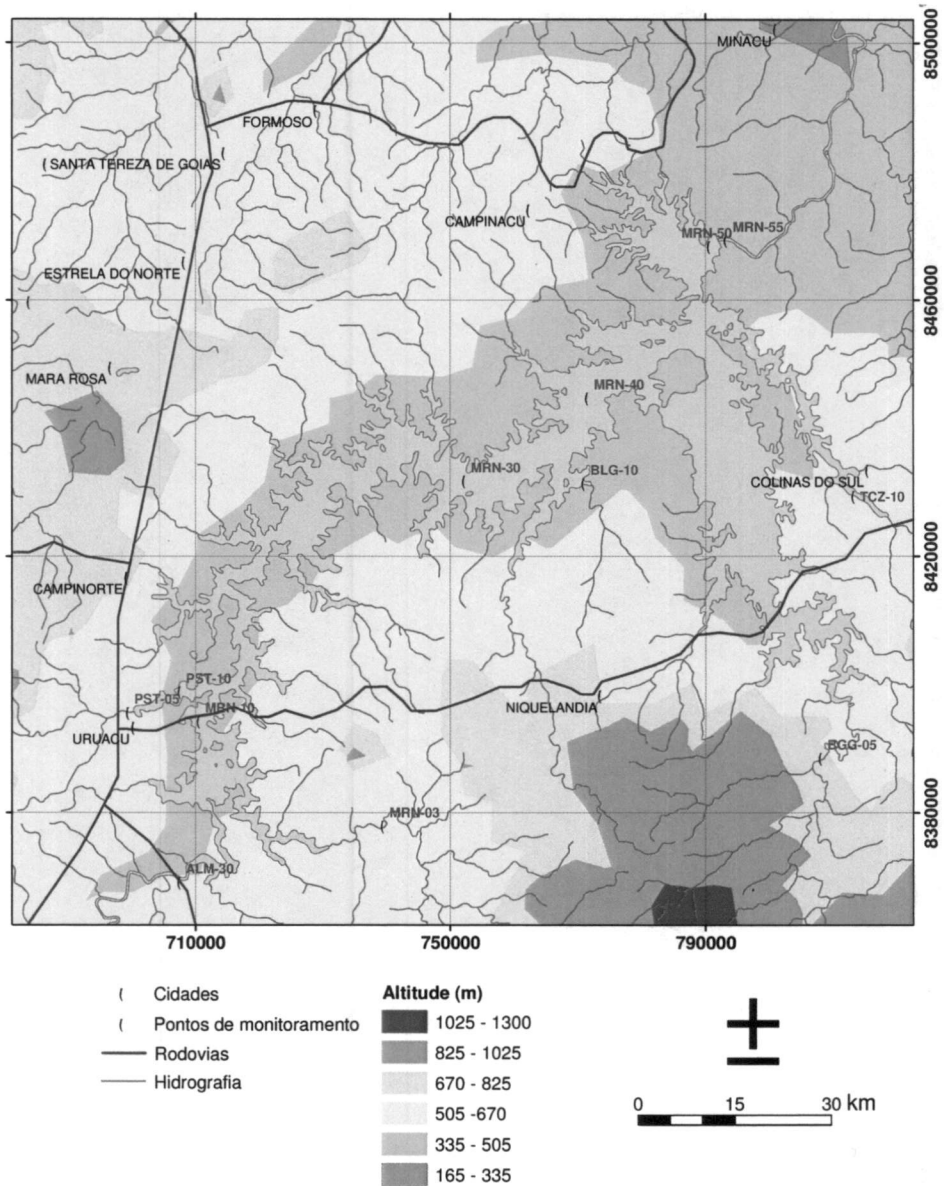 MINAÇU
8500000
FORMOSO
SANTA TEREZA DE GOIAS
CAMPINACU
MRN-50
MRN-55
ESTRELA DO NORTE
8460000
MARA ROSA
MRN-40
MRN-30
BLG-10
COLINAS DO SUL
TCZ-10
8420000
CAMPINORTE
PST-10
PST-05
MRN-10
NIQUELANDIA
URUACU
BGG-05
MRN-03
8380000
ALM-30
710000
750000
790000
Cidades
Pontos de monitoramento
Rodovias
Hidrografia
Altitude (m)
1025 - 1300
825 - 1025
670 - 825
505 -670
335 - 505
165 - 335
0 15 30 km